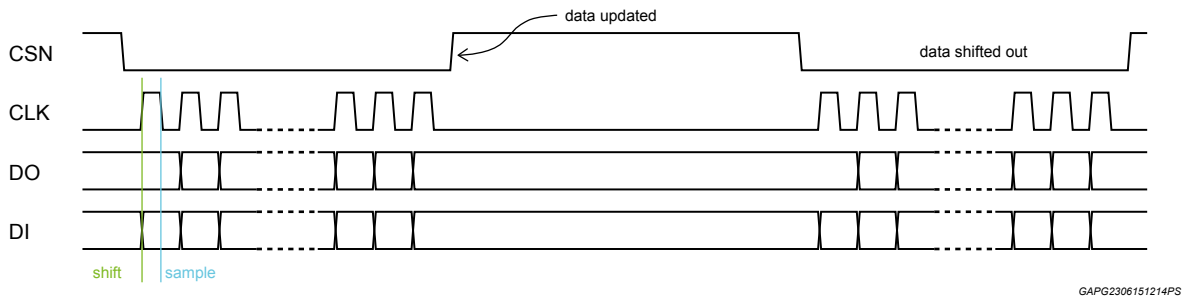 data updated
CSN
data shifted out
CLK
DO
DI
shift
sample
GAPG2306151214PS